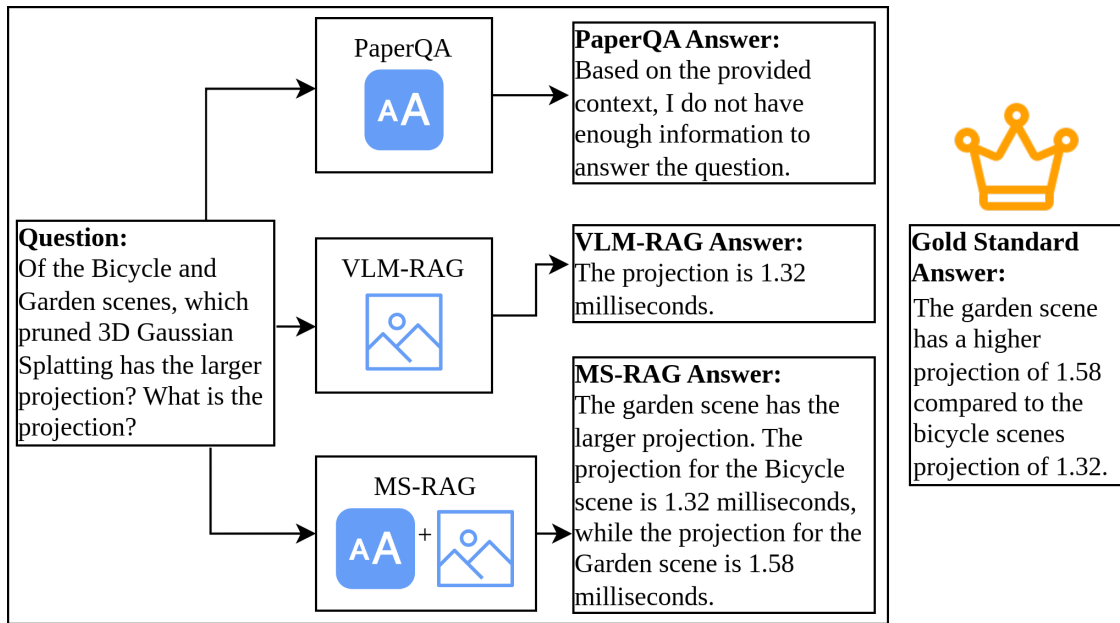 PaperQA
AA
PaperQA Answer:
Based on the provided
context, I do not have
enough information to
answer the question.
Question:
Of the Bicycle and
Garden scenes, which
pruned 3D Gaussian
Splatting has the larger
projection? What is the
projection?
VLM-RAG
VLM-RAG Answer:
The projection is 1.32
milliseconds.
MS-RAG
AA
+
MS-RAG Answer:
The garden scene has the
larger projection. The
projection for the Bicycle
scene is 1.32 milliseconds,
while the projection for the
Garden scene is 1.58
milliseconds.
Gold Standard
Answer:
The garden scene
has a higher
projection of 1.58
compared to the
bicycle scenes
projection of 1.32.